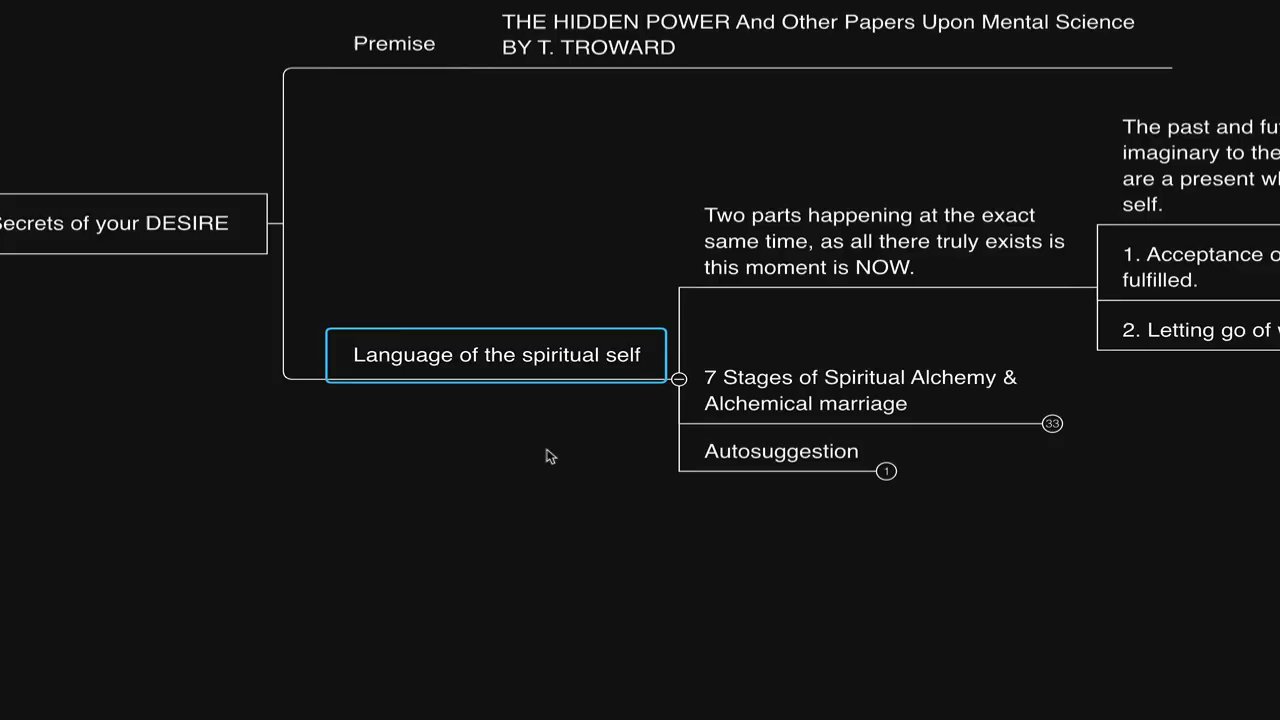 Premise
THE HIDDEN POWER And Other Papers Upon Mental Science
BY T. TROWARD
Secrets of your DESIRE
Language of the spiritual self
Two parts happening at the exact
same time, as all there truly exists is
this moment is NOW.
The past and
imaginary to the
are a present
self.
1. Acceptance
fulfilled.
2. Letting go of
7 Stages of Spiritual Alchemy &
Alchemical marriage
33
Autosuggestion
1